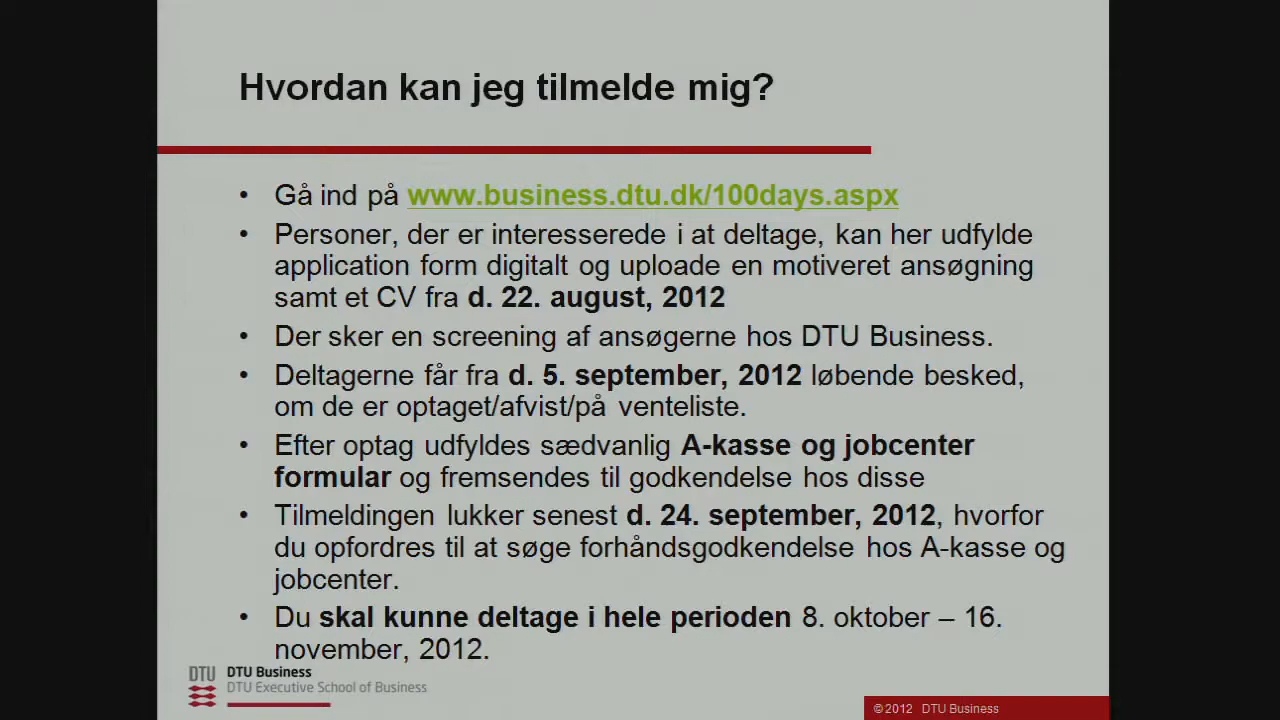 Hvordan kan jeg tilmelde mig?
• Gå ind på www.business.dtu.dk/100days.aspx
• Personer, der er interesserede i at deltage, kan her udfylde
application form digitalt og uploade en motiveret ansøgning
samt et CV fra d. 22. august, 2012
• Der sker en screening af ansøgerne hos DTU Business.
• Deltagerne får fra d. 5. september, 2012 løbende besked,
om de er optaget/afvist/på venteliste.
• Efter optag udfyldes sædvanlig A-kasse og jobcenter
formular og fremsendes til godkendelse hos disse
• Tilmeldingen lukker senest d. 24. september, 2012, hvorfor
du opfordres til at søge forhåndsgodkendelse hos A-kasse og
jobcenter.
• Du skal kunne deltage i hele perioden 8. oktober – 16.
november, 2012.
DTU DTU Business
DTU Executive School of Business
©2012 DTU Business